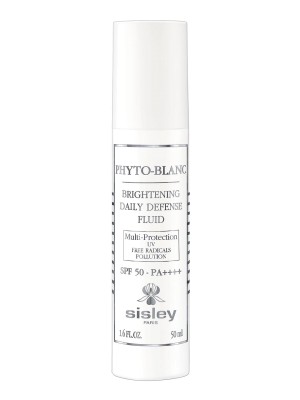 PHYTO-BLANC
BRIGHTENING
DAILY DEFENSE
FLUID
Multi-Protection
UV
FREE RADICALS
POLLUTION
SPF 50 - PA++++
sisley
PARIS
1.6 FL.OZ. 50 ml